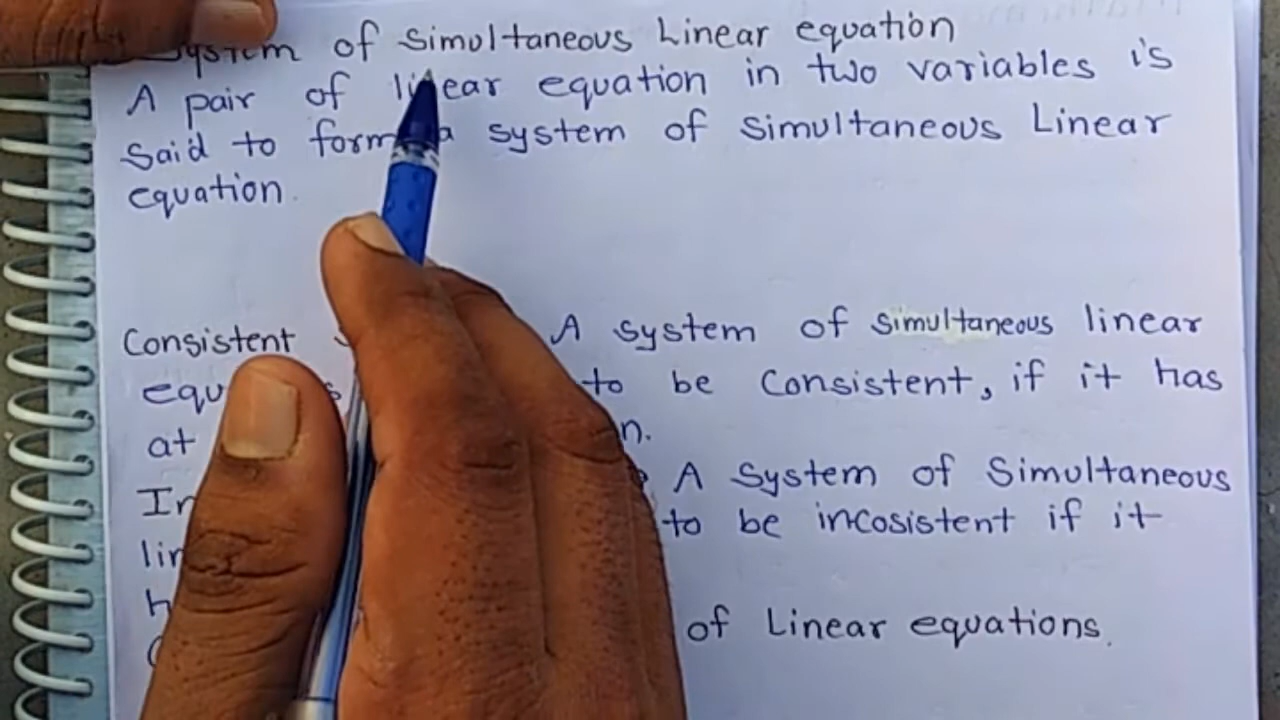 System of Simultaneous Linear equation
A pair of linear equation in two variables is
Said to form a system of simultaneous Linear
equation.
Consistent A system of simultaneous linear
to be Consistent, if it has
at
A System of Simultaneous
to be incosistent if it
of Linear equations.